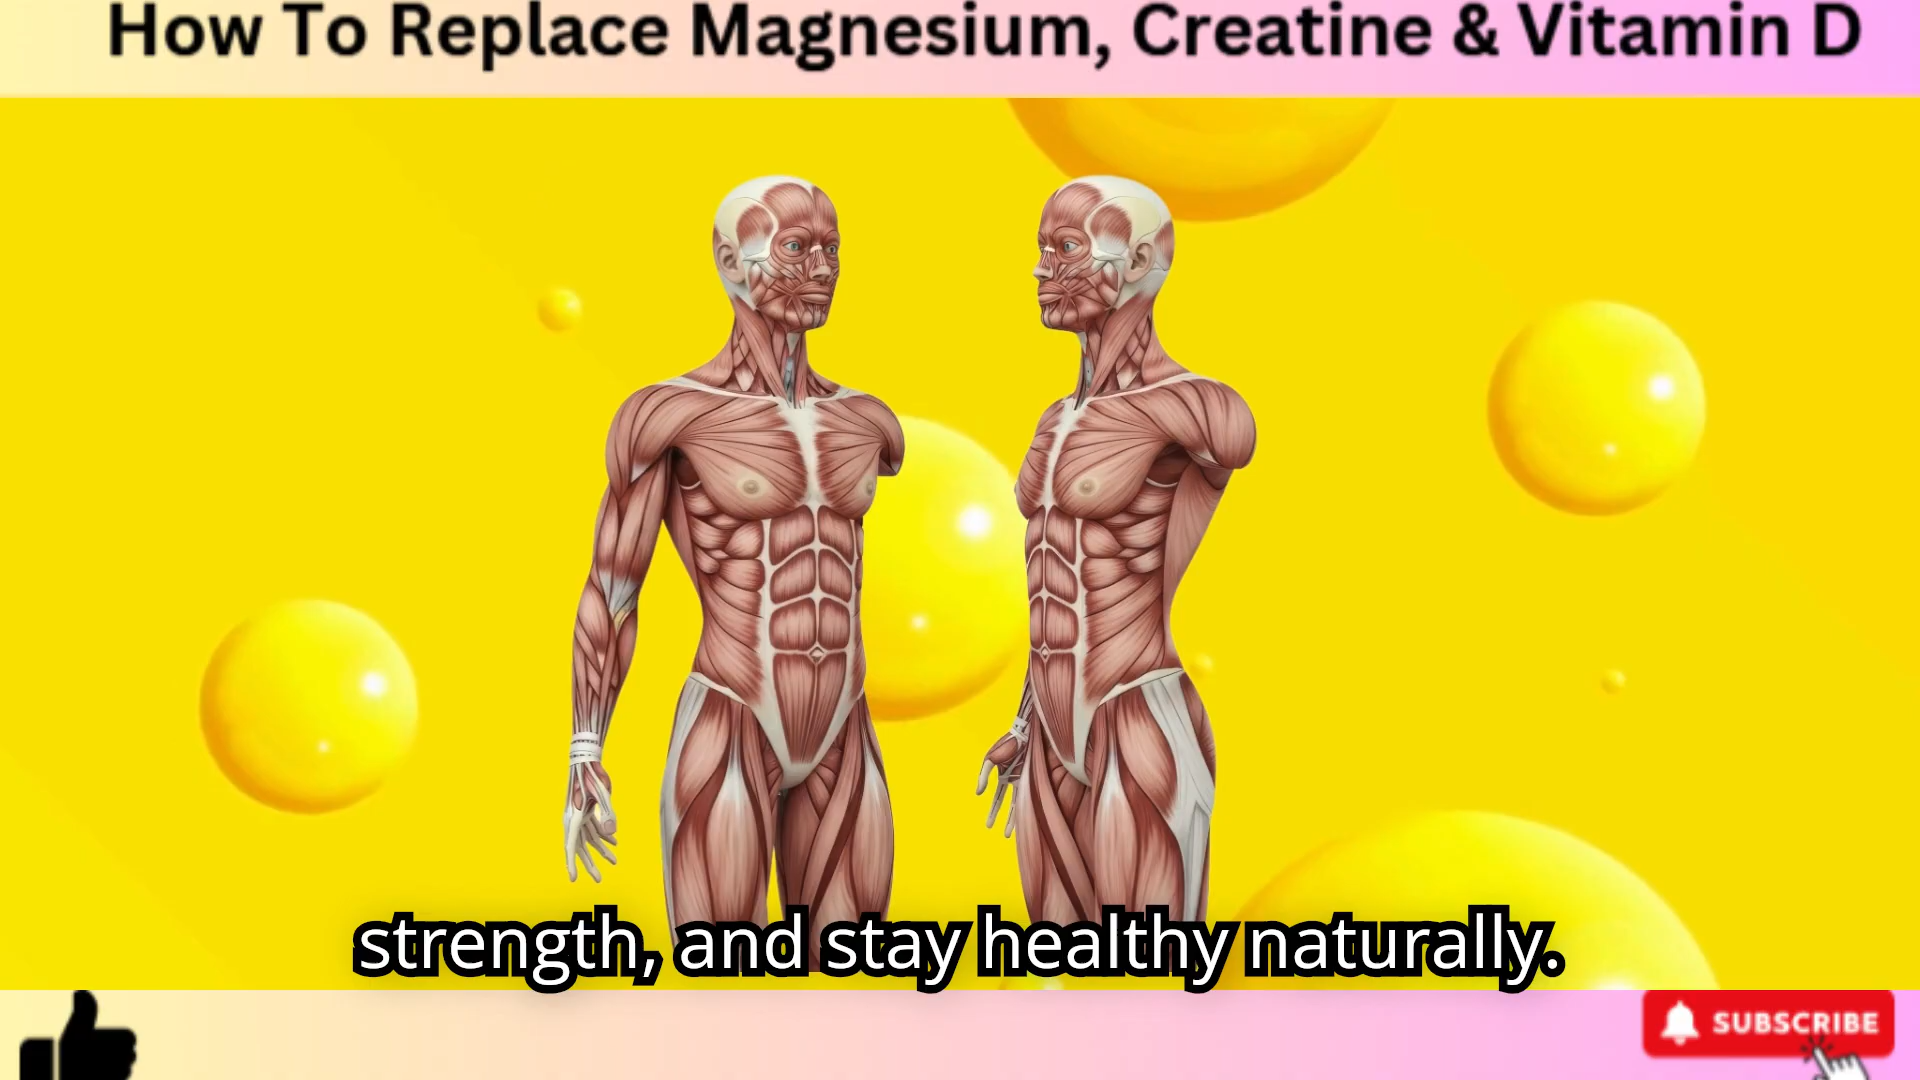 How To Replace Magnesium, Creatine & Vitamin D
strength, and stay healthy naturally.
SUBSCRIBE